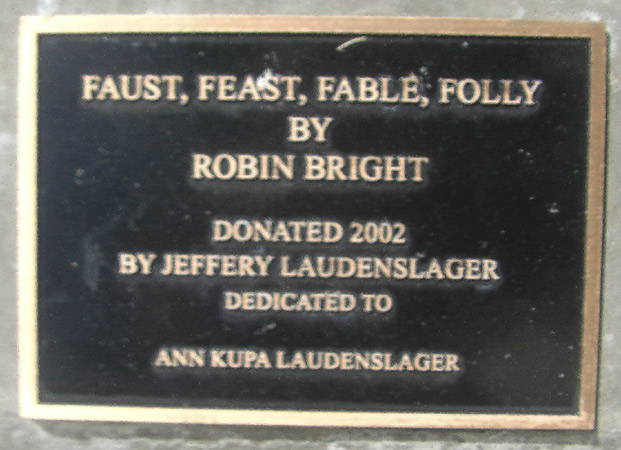 FAUST, FEAST, FABLE, FOLLY
BY
ROBIN BRIGHT
DONATED 2002
BY JEFFERY LAUDENSLAGER
DEDICATED TO
ANN KUPA LAUDENSLAGER